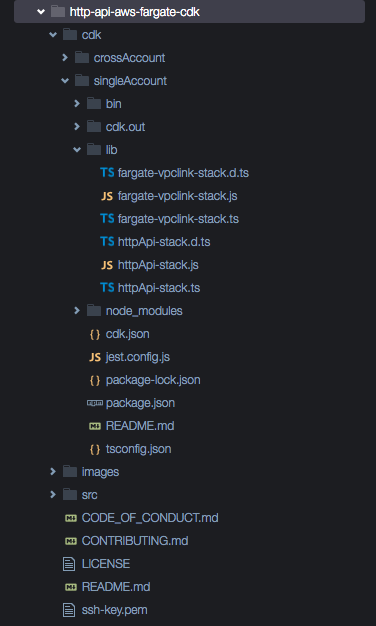 http-api-aws-fargate-cdk
cdk
crossAccount
singleAccount
bin
cdk.out
lib
TS fargate-vpclink-stack.d.ts
JS fargate-vpclink-stack.js
TS fargate-vpclink-stack.ts
TS httpApi-stack.d.ts
JS httpApi-stack.js
TS httpApi-stack.ts
node_modules
{} cdk.json
JS jest.config.js
{} package-lock.json
npm package.json
README.md
{} tsconfig.json
images
src
CODE_OF_CONDUCT.md
CONTRIBUTING.md
LICENSE
README.md
ssh-key.pem